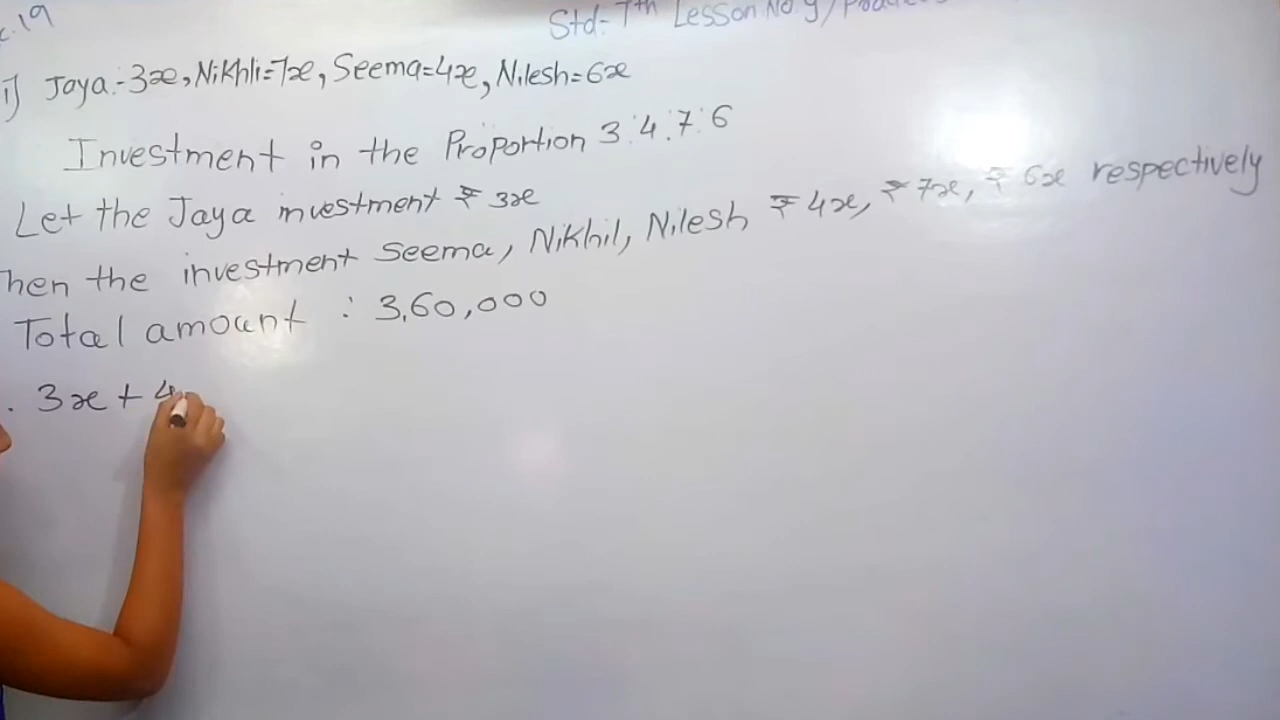 Std- 7th Lesson No 9/
i) Jaya:-3x, Nikhli=7x, Seema=4x, Nilesh=6x
Investment in the Proportion 3:4:7:6
Let the Jaya investment ₹ 3x
Then the investment Seema, Nikhil, Nilesh ₹ 4x, ₹ 7x, ₹ 6x respectively
Total amount : 3,60,000
3x + 4